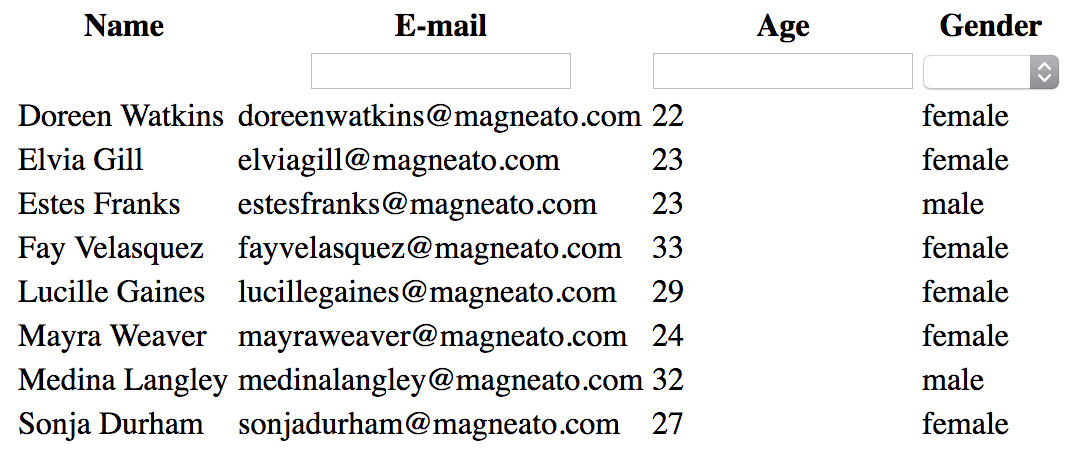 Name E-mail Age Gender
Doreen Watkins doreenwatkins@magneato.com 22 female
Elvia Gill elviagill@magneato.com 23 female
Estes Franks estesfranks@magneato.com 23 male
Fay Velasquez fayvelasquez@magneato.com 33 female
Lucille Gaines lucillegaines@magneato.com 29 female
Mayra Weaver mayraweaver@magneato.com 24 female
Medina Langley medinalangley@magneato.com 32 male
Sonja Durham sonjadurham@magneato.com 27 female